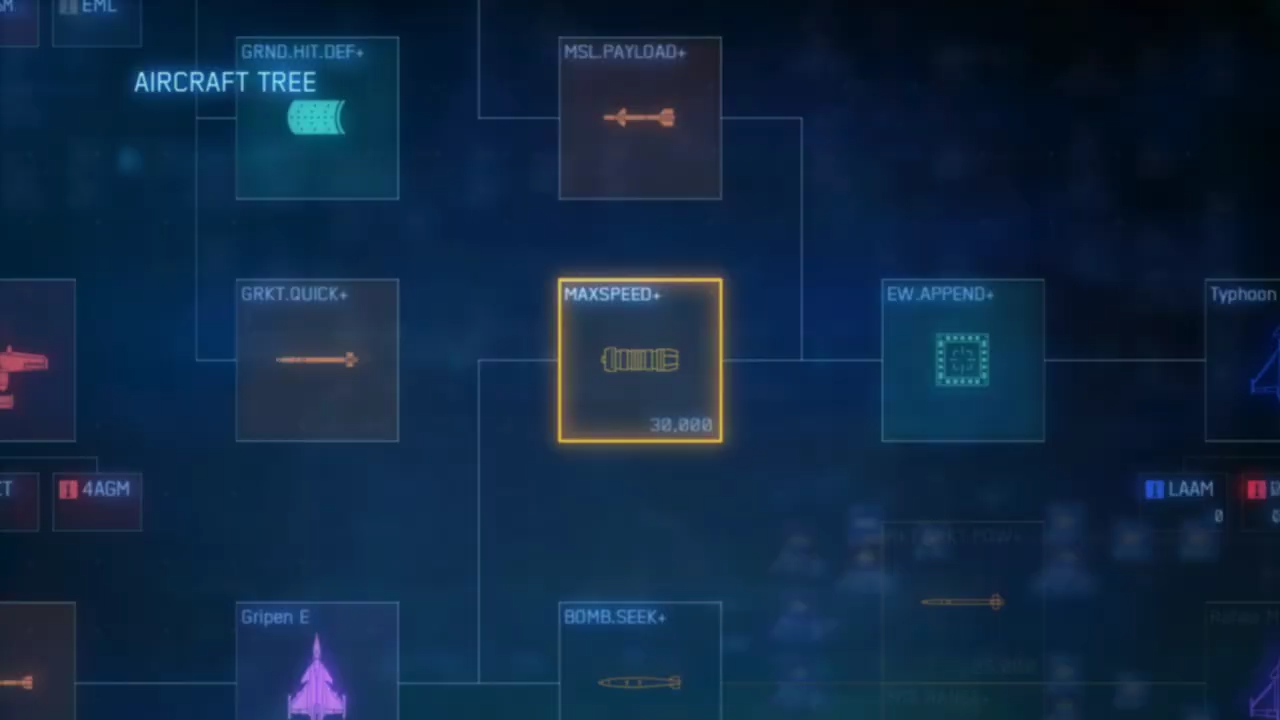 EML
GRND.HIT.DEF+
MSL.PAYLOAD+
AIRCRAFT TREE
GRKT.QUICK+
MAXSPEED+
EW.APPEND+
Typhoon
30,000
4AGM
LAAM
0
Gripen E
BOMB.SEEK+